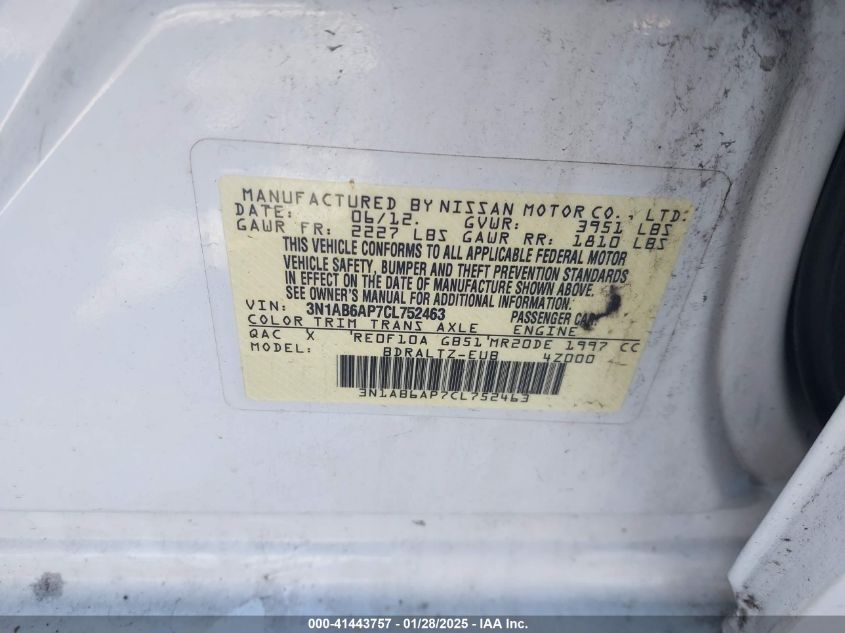 MANUFACTURED BY NISSAN MOTOR CO., LTD.
DATE: 06/12. GVWR: 3951 LBS
GAWR FR: 2227 LBS GAWR RR: 1810 LBS
THIS VEHICLE CONFORMS TO ALL APPLICABLE FEDERAL MOTOR
VEHICLE SAFETY, BUMPER AND THEFT PREVENTION STANDARDS
IN EFFECT ON THE DATE OF MANUFACTURE SHOWN ABOVE.
SEE OWNER'S MANUAL FOR ADDITIONAL INFORMATION.
VIN: 3N1AB6AP7CL752463 PASSENGER CAR
COLOR TRIM TRANS AXLE ENGINE
QAC X RE0F10A GB51 MR20DE 1997 CC
MODEL: BDRALTZ-EUB 4Z000
3N1AB6AP7CL752463
000-41443757 - 01/28/2025 - IAA Inc.